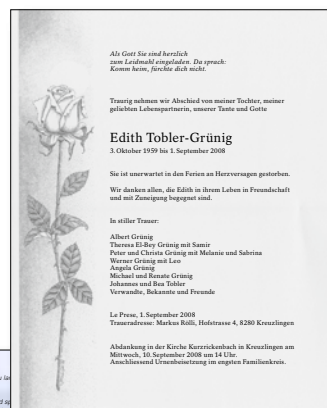 Als Gott Sie sind herzlich
zum Leidmahl eingeladen. Da sprach:
Komm heim, fürchte dich nicht.
Traurig nehmen wir Abschied von meiner Tochter, meiner
geliebten Lebenspartnerin, unserer Tante und Gotte
Edith Tobler-Grünig
3. Oktober 1959 bis 1. September 2008
Sie ist unerwartet in den Ferien an Herzversagen gestorben.
Wir danken allen, die Edith in ihrem Leben in Freundschaft
und mit Zuneigung begegnet sind.
In stiller Trauer:
Albert Grünig
Theresa El-Bey Grünig mit Samir
Peter und Christa Grünig mit Melanie und Sabrina
Werner Grünig mit Leo
Angela Grünig
Michael und Renate Grünig
Johannes und Bea Tobler
Verwandte, Bekannte und Freunde
Le Prese, 1. September 2008
Traueradresse: Markus Rölli, Hofstrasse 4, 8280 Kreuzlingen
Abdankung in der Kirche Kurzrickenbach in Kreuzlingen am
Mittwoch, 10. September 2008 um 14 Uhr.
Anschliessend Urnenbeisetzung im engsten Familienkreis.